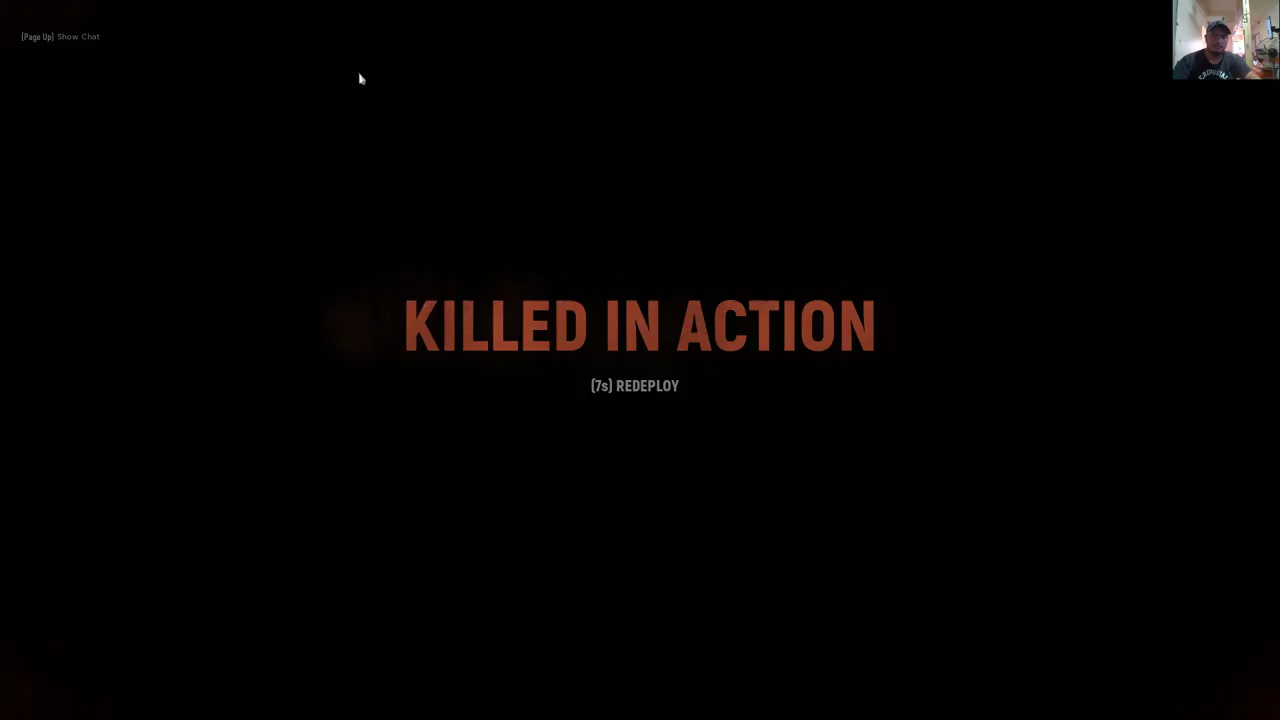 [Page Up] Show Chat
KILLED IN ACTION
(7s) REDEPLOY